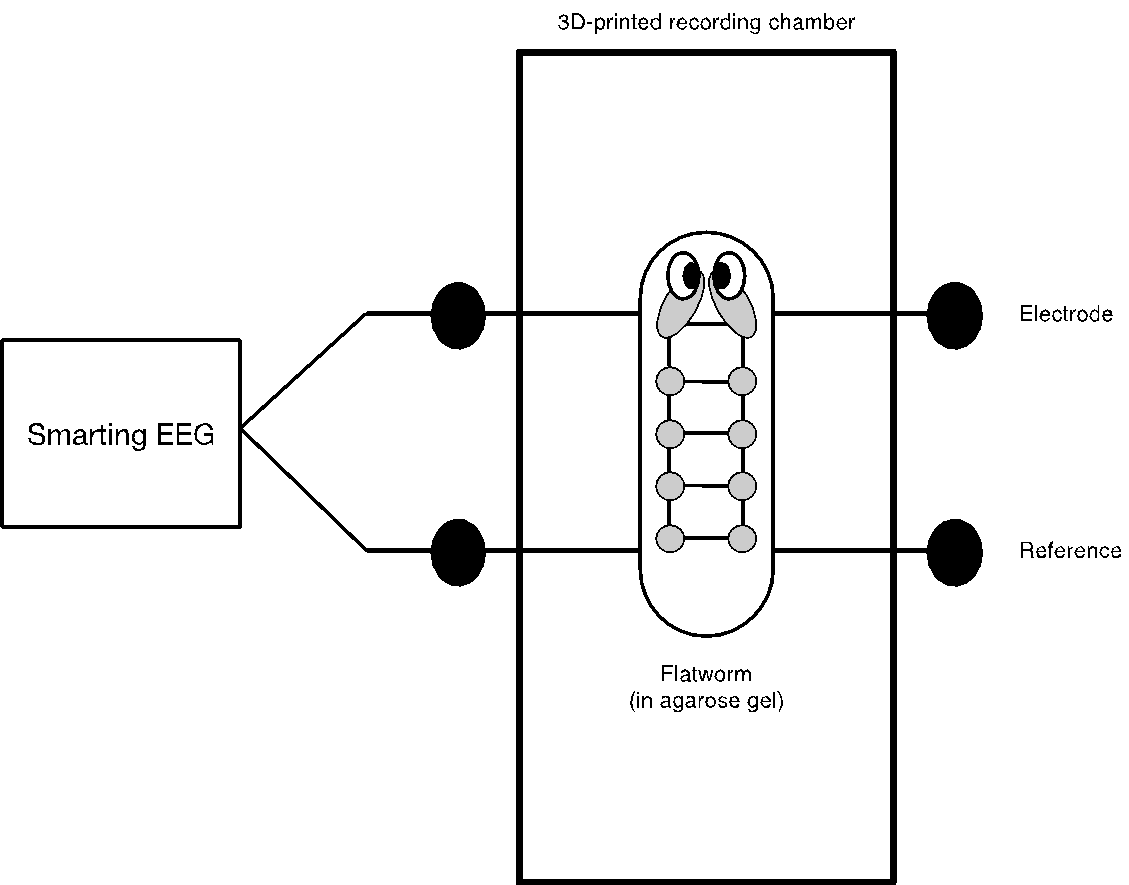 3D-printed recording chamber
Electrode
Smarting EEG
Reference
Flatworm
(in agarose gel)